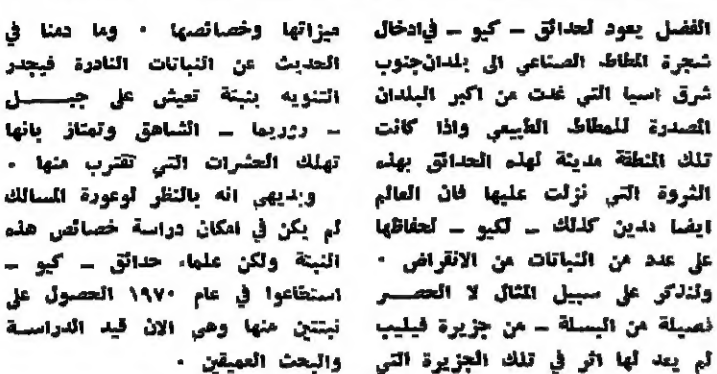 الفضل يعود لحدائق ـ كيو ـ في ادخال
شجرة المطاط الصناعي الى بلدان جنوب
شرق اسيا التي غدت من اكبر البلدان
المصدرة للمطاط الطبيعي واذا كانت
تلك المنطقة مدينة لهذه الحدائق بهذه
الثروة التي نزلت عليها فان العالم
ايضا مدين كذلك ـ لكيو ـ لحفاظها
على عدد من النباتات من الانقراض ٠
ولنذكر على سبيل المثال لا الحصر
فصيلة من البسلة ـ من جزيرة فيليب
لم يعد لها اثر في تلك الجزيرة التي
ميزاتها وخصائصها ٠ وما دمنا في
الحديث عن النباتات النادرة فيجدر
التنويه بنبتة تعيش على جبل
ـ روريما ـ الشاهق وتمتاز بانها
تهلك الحشرات التي تقترب منها ٠
وبديهي انه بالنظر لوعورة المسالك
لم يكن في امكان دراسة خصائص هذه
النبتة ولكن علماء حدائق ـ كيو ـ
استطاعوا في عام ١٩٧٠ الحصول على
نبتتين منها وهي الان قيد الدراسة
والبحث العميقين ٠